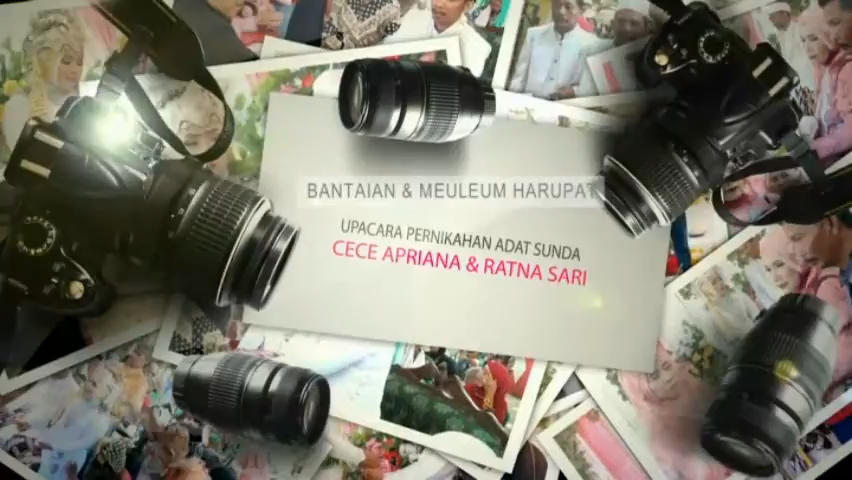 BANTAIAN & MEULEUM HARUPAT
UPACARA PERNIKAHAN ADAT SUNDA
CECE APRIANA & RATNA SARI